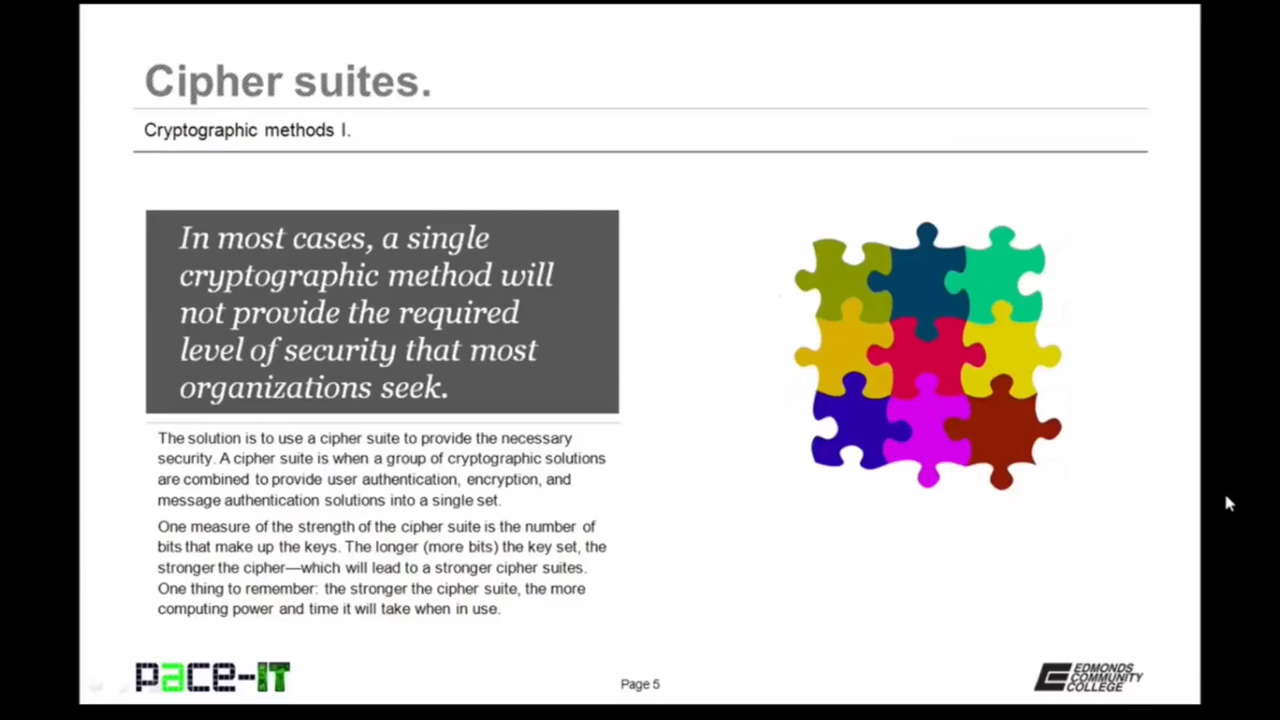 Cipher suites.
Cryptographic methods I.
In most cases, a single
cryptographic method will
not provide the required
level of security that most
organizations seek.
The solution is to use a cipher suite to provide the necessary
security. A cipher suite is when a group of cryptographic solutions
are combined to provide user authentication, encryption, and
message authentication solutions into a single set.
One measure of the strength of the cipher suite is the number of
bits that make up the keys. The longer (more bits) the key set, the
stronger the cipher—which will lead to a stronger cipher suites.
One thing to remember: the stronger the cipher suite, the more
computing power and time it will take when in use.
pace-IT
Page 5
EDMONDS
COMMUNITY
COLLEGE